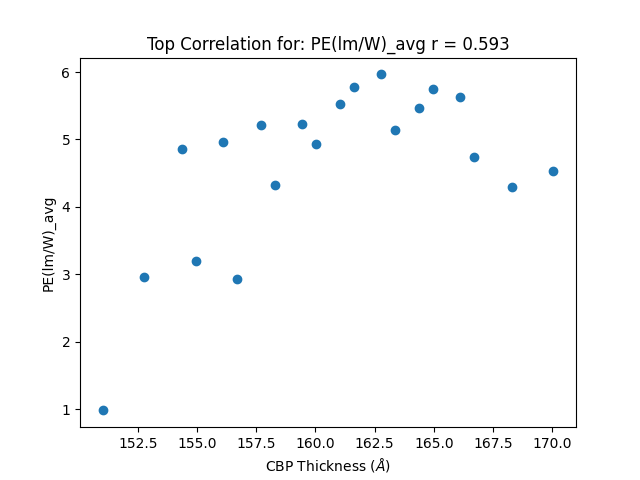 Top Correlation for: PE(lm/W)_avg r = 0.593
6
5
4
3
2
1
PE(lm/W)_avg
152.5 155.0 157.5 160.0 162.5 165.0 167.5 170.0
CBP Thickness (Å)